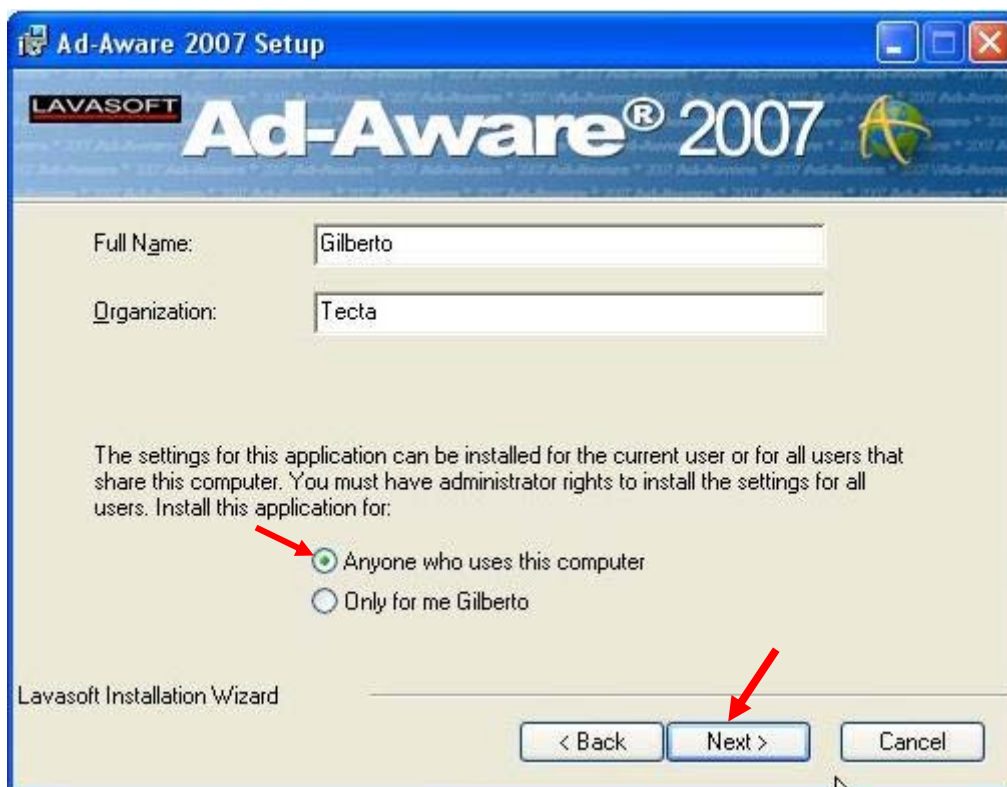 Ad-Aware 2007 Setup
LAVASOFT
Ad-Aware® 2007
Full Name:
Gilberto
Organization:
Tecta
The settings for this application can be installed for the current user or for all users that
share this computer. You must have administrator rights to install the settings for all
users. Install this application for:
Anyone who uses this computer
Only for me Gilberto
Lavasoft Installation Wizard
< Back
Next >
Cancel